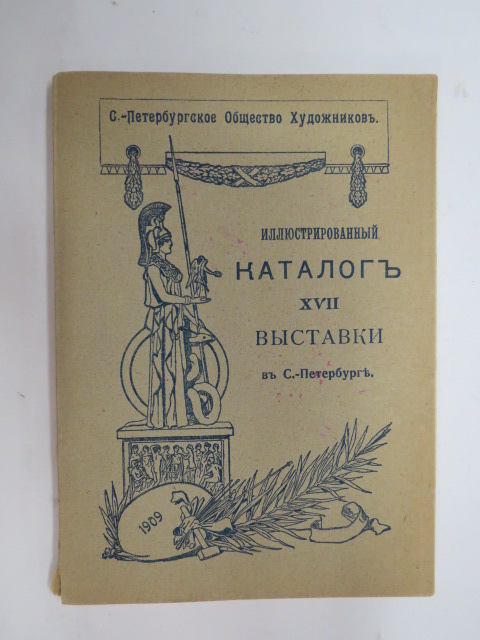 С.-Петербургское Общество Художниковъ.
ИЛЛЮСТРИРОВАННЫЙ
КАТАЛОГЪ
XVII
ВЫСТАВКИ
въ С.-Петербургѣ.
1909